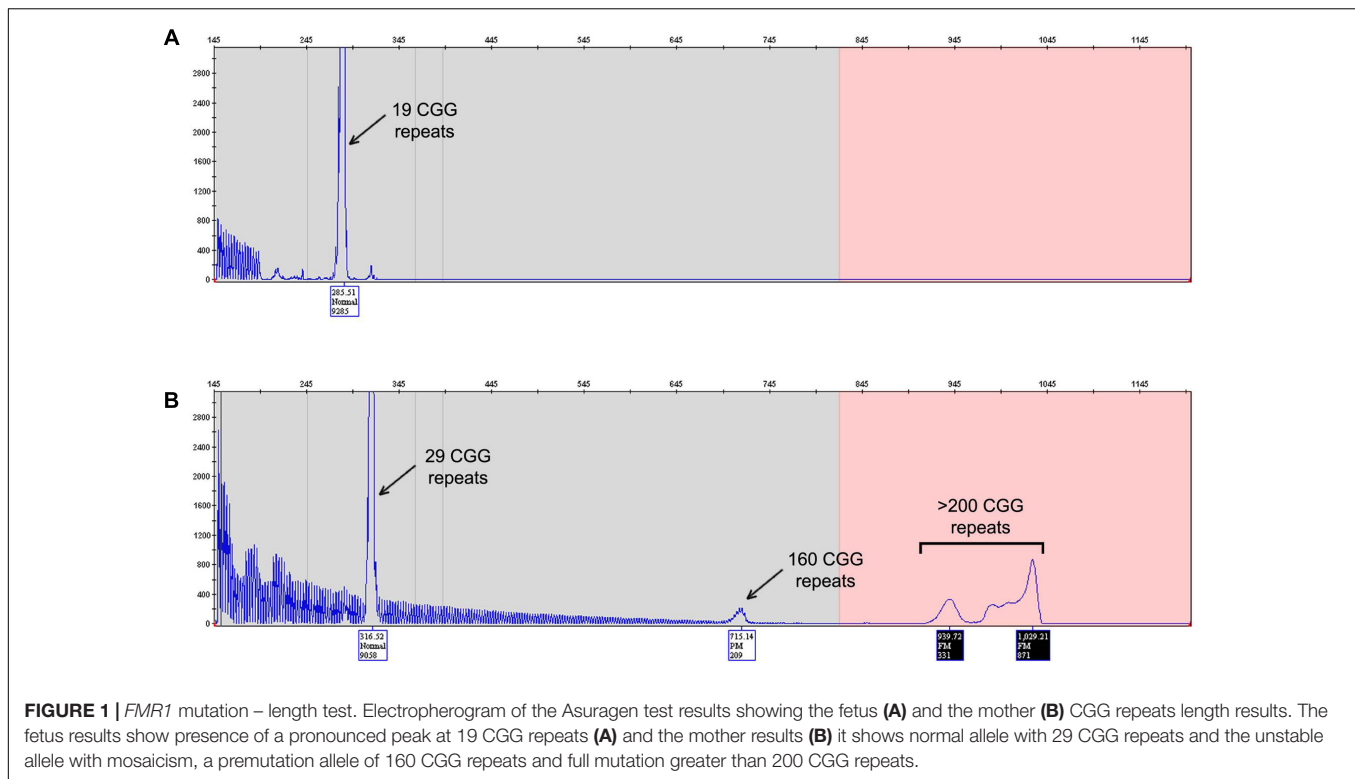 A
145 245 345 445 545 645 745 845 945 1045 1145
2800
2400
2000
1600
1200
800
400
0
19 CGG
repeats
285.51
Normal
9285
B
145 245 345 445 545 645 745 845 945 1045 1145
2800
2400
2000
1600
1200
800
400
0
29 CGG
repeats
160 CGG
repeats
>200 CGG
repeats
316.52
Normal
9058
715.14
PM
209
939.72
FM
331
1,029.21
FM
871
FIGURE 1 | FMR1 mutation – length test. Electropherogram of the Asuragen test results showing the fetus (A) and the mother (B) CGG repeats length results. The
fetus results show presence of a pronounced peak at 19 CGG repeats (A) and the mother results (B) it shows normal allele with 29 CGG repeats and the unstable
allele with mosaicism, a premutation allele of 160 CGG repeats and full mutation greater than 200 CGG repeats.